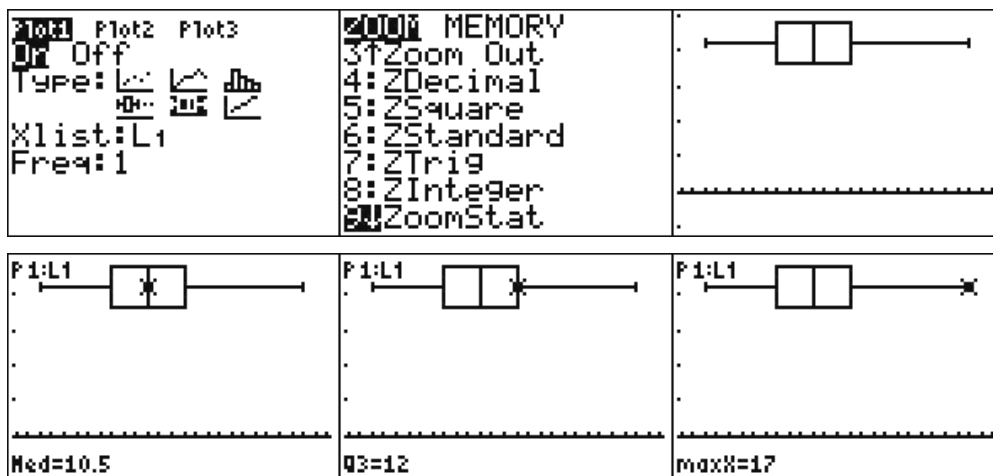 Plot1 Plot2 Plot3
On Off
Type:
Xlist:L1
Freq:1
ZOOM MEMORY
3↑Zoom Out
4:ZDecimal
5:ZSquare
6:ZStandard
7:ZTrig
8:ZInteger
9↓ZoomStat
P1:L1
Med=10.5
P1:L1
Q3=12
P1:L1
maxX=17